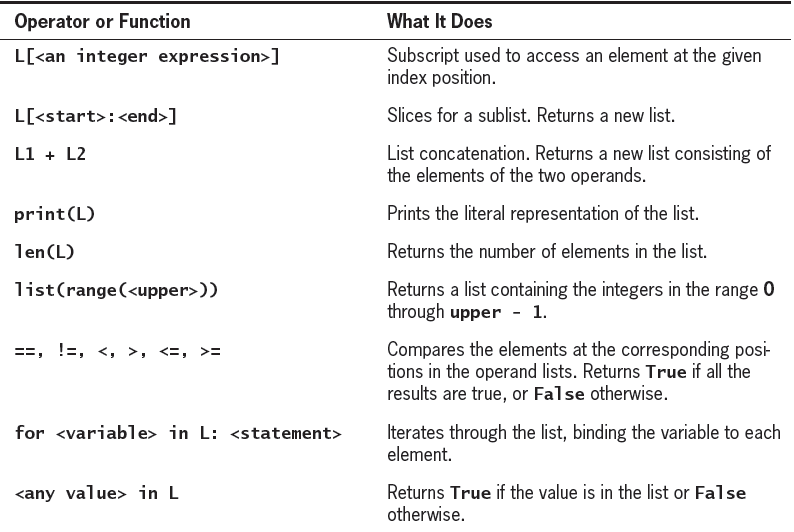 Operator or Function What It Does
L[<an integer expression>] Subscript used to access an element at the given
index position.
L[<start>:<end>] Slices for a sublist. Returns a new list.
L1 + L2 List concatenation. Returns a new list consisting of
the elements of the two operands.
print(L) Prints the literal representation of the list.
len(L) Returns the number of elements in the list.
list(range(<upper>)) Returns a list containing the integers in the range 0
through upper - 1.
==, !=, <, >, <=, >= Compares the elements at the corresponding posi-
tions in the operand lists. Returns True if all the
results are true, or False otherwise.
for <variable> in L: <statement> Iterates through the list, binding the variable to each
element.
<any value> in L Returns True if the value is in the list or False
otherwise.